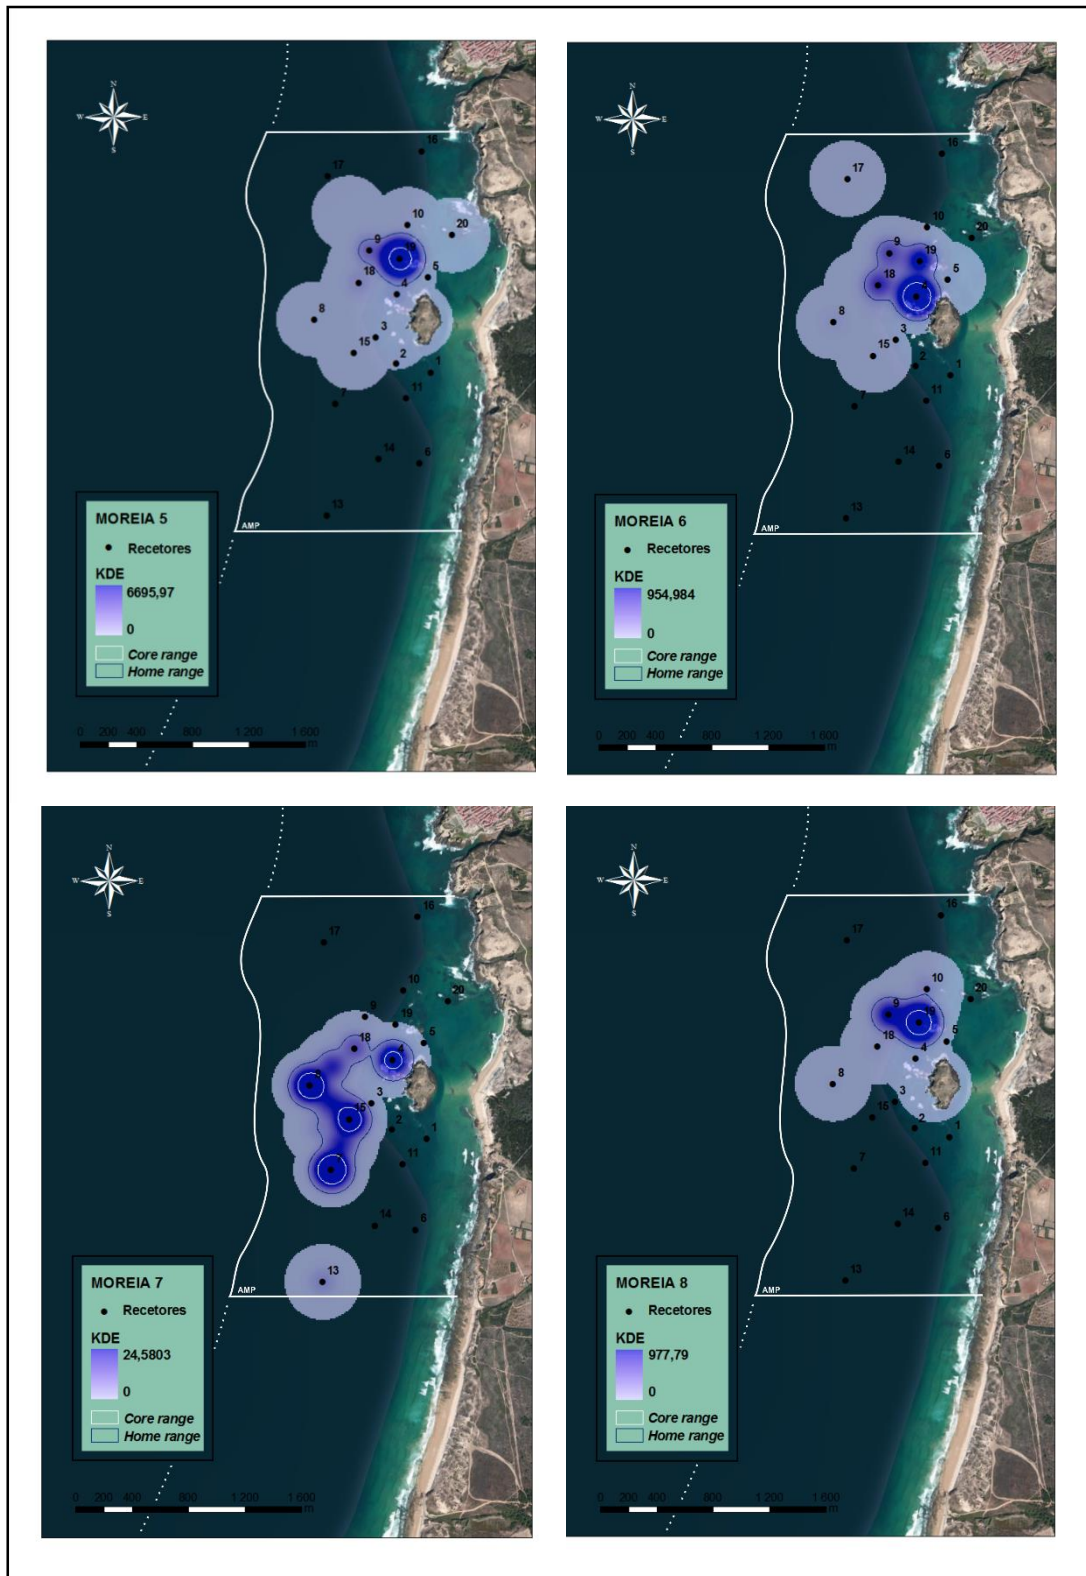 N
W E
S
16
17
10
20
9
19
18
5
4
8
3
15
2
1
11
7
14
6
13
AMP
MOREIA 5
Recetores
KDE
6695,97
0
Core range
Home range
0 200 400 800 1 200 1 600
m
N
W E
S
16
17
10
20
9
19
5
18
4
8
3
15
2
1
11
7
14
6
13
AMP
MOREIA 6
Recetores
KDE
954,984
0
Core range
Home range
0 200 400 800 1 200 1 600
m
N
W E
S
16
17
10
20
9
19
5
18
4
8
3
15
2
1
11
7
14
6
13
AMP
MOREIA 7
Recetores
KDE
24,5803
0
Core range
Home range
0 200 400 800 1 200 1 600
m
N
W E
S
16
17
10
20
9
19
5
18
4
8
3
15
2
1
11
7
14
6
13
AMP
MOREIA 8
Recetores
KDE
977,79
0
Core range
Home range
0 200 400 800 1 200 1 600
m